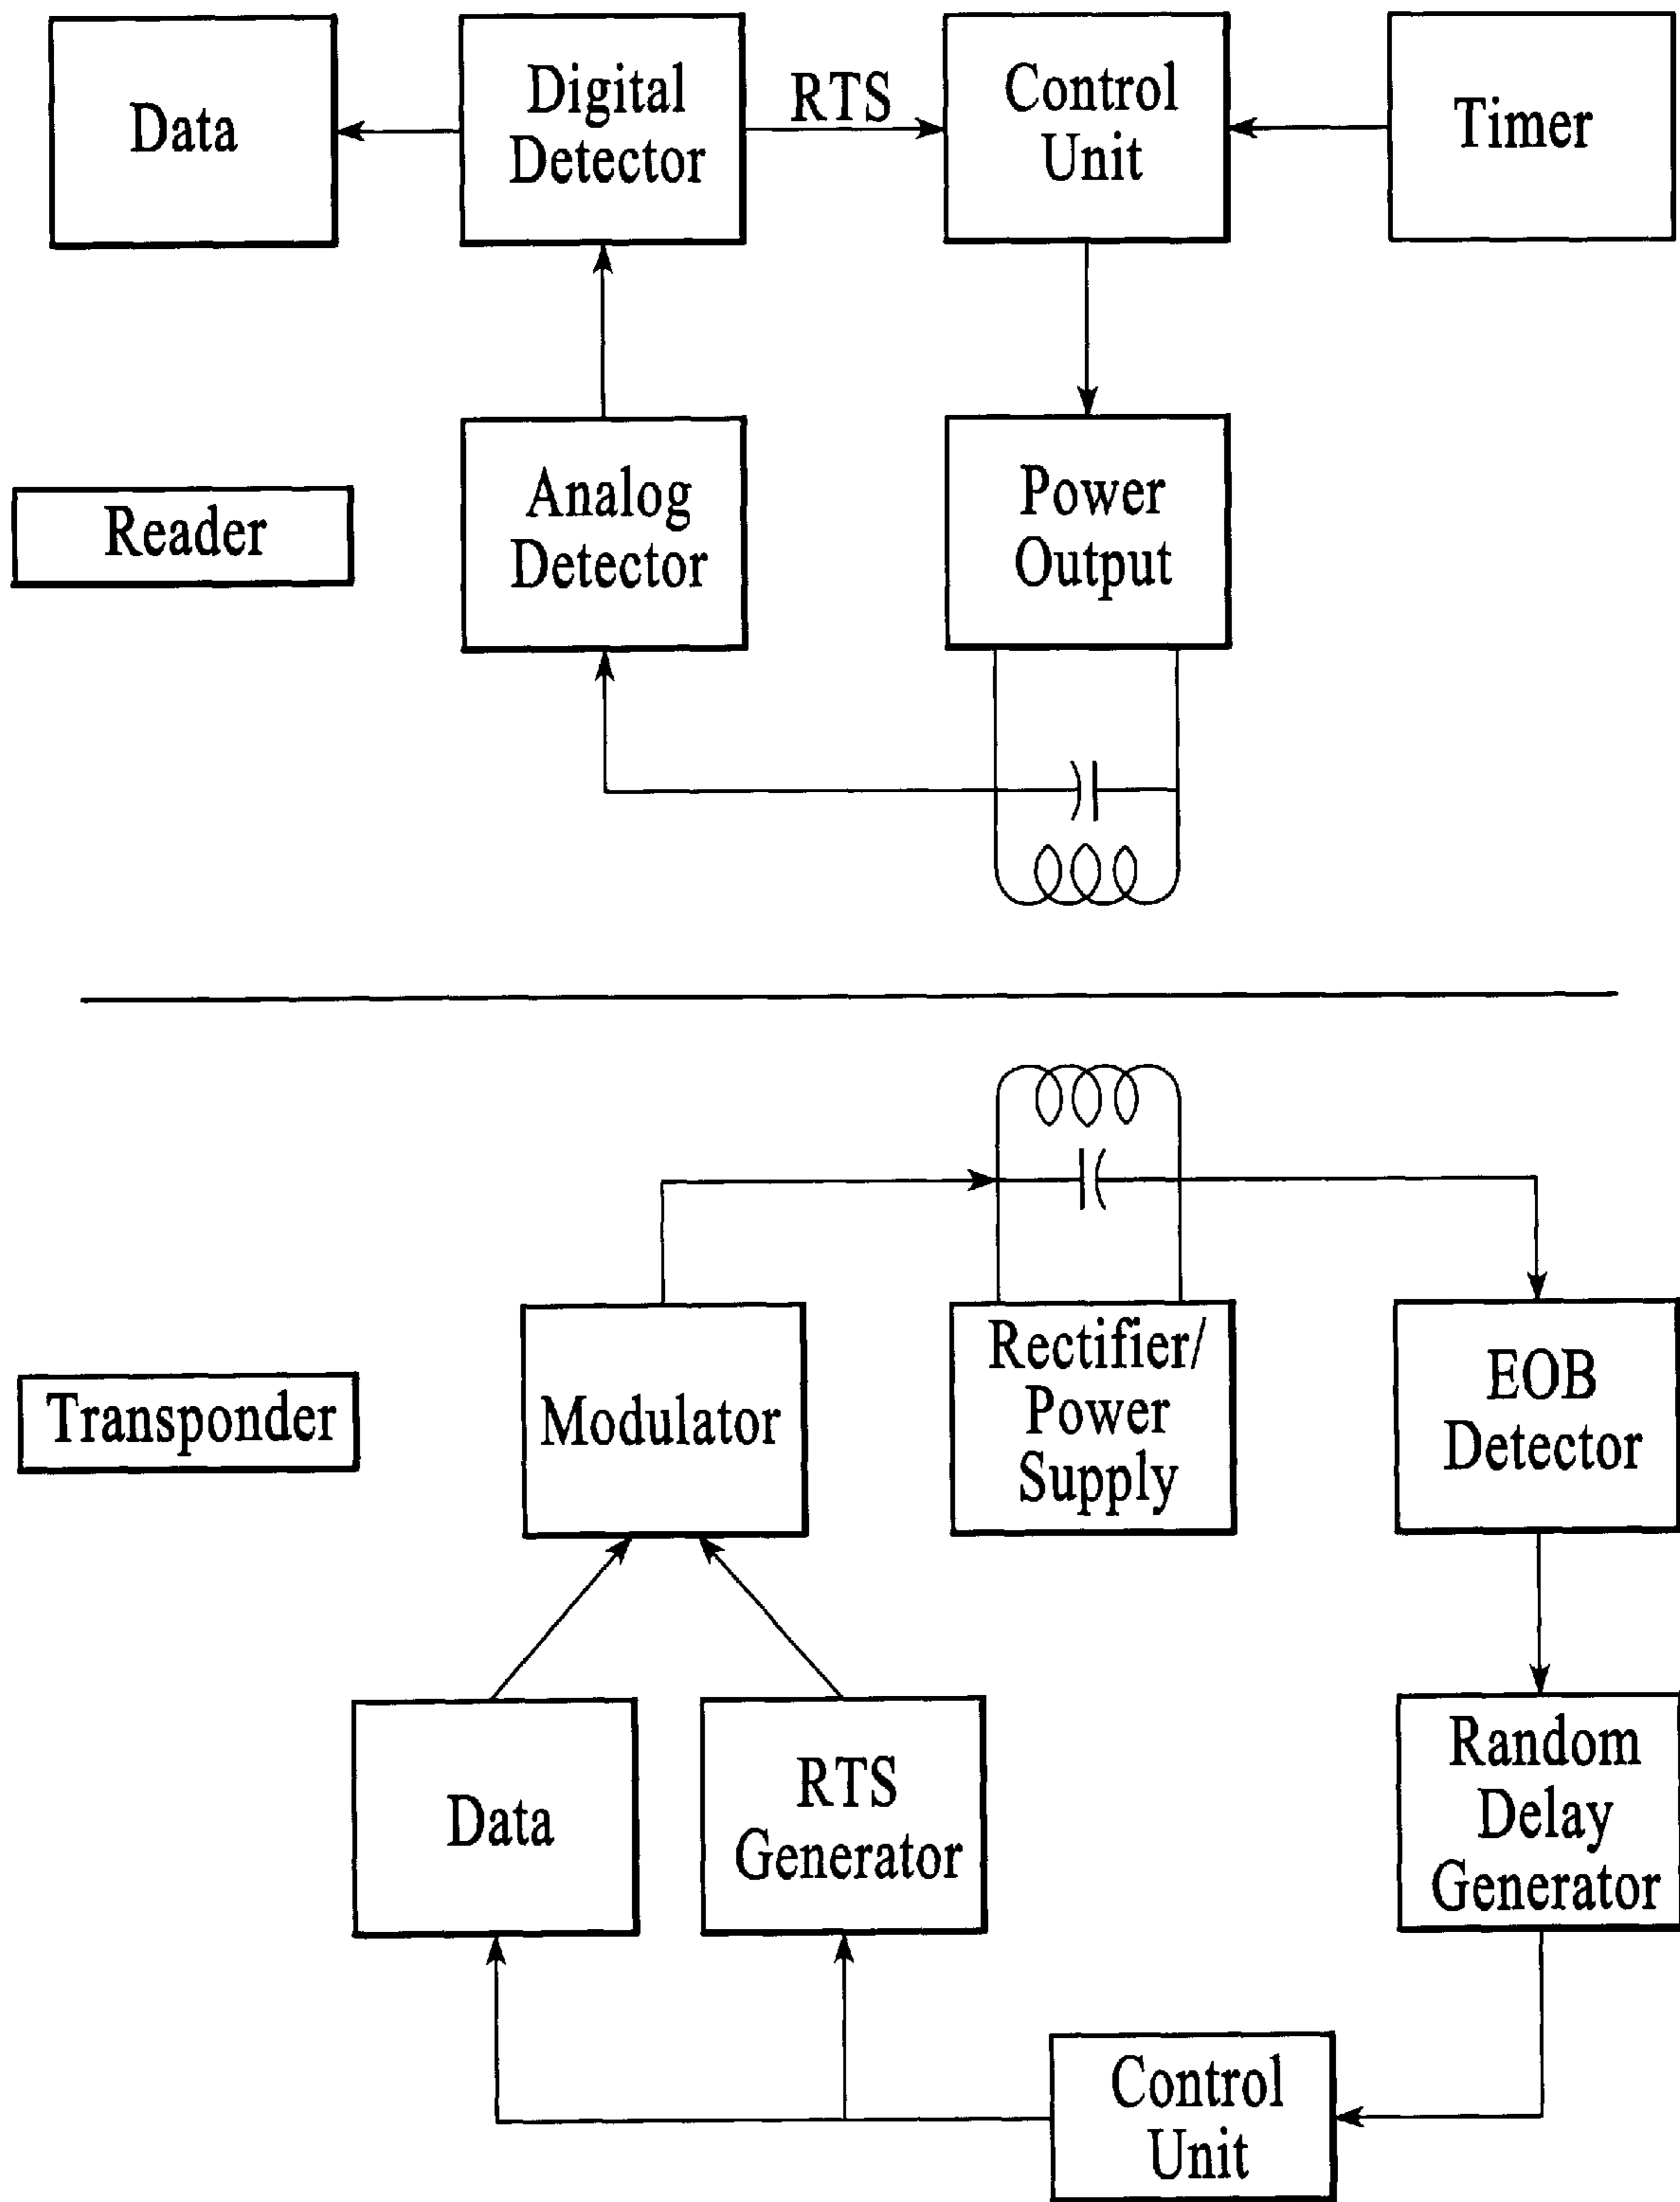 Data
Digital
Detector
RTS
Control
Unit
Timer
Reader
Analog
Detector
Power
Output
Transponder
Modulator
Rectifier/
Power
Supply
EOB
Detector
Data
RTS
Generator
Random
Delay
Generator
Control
Unit